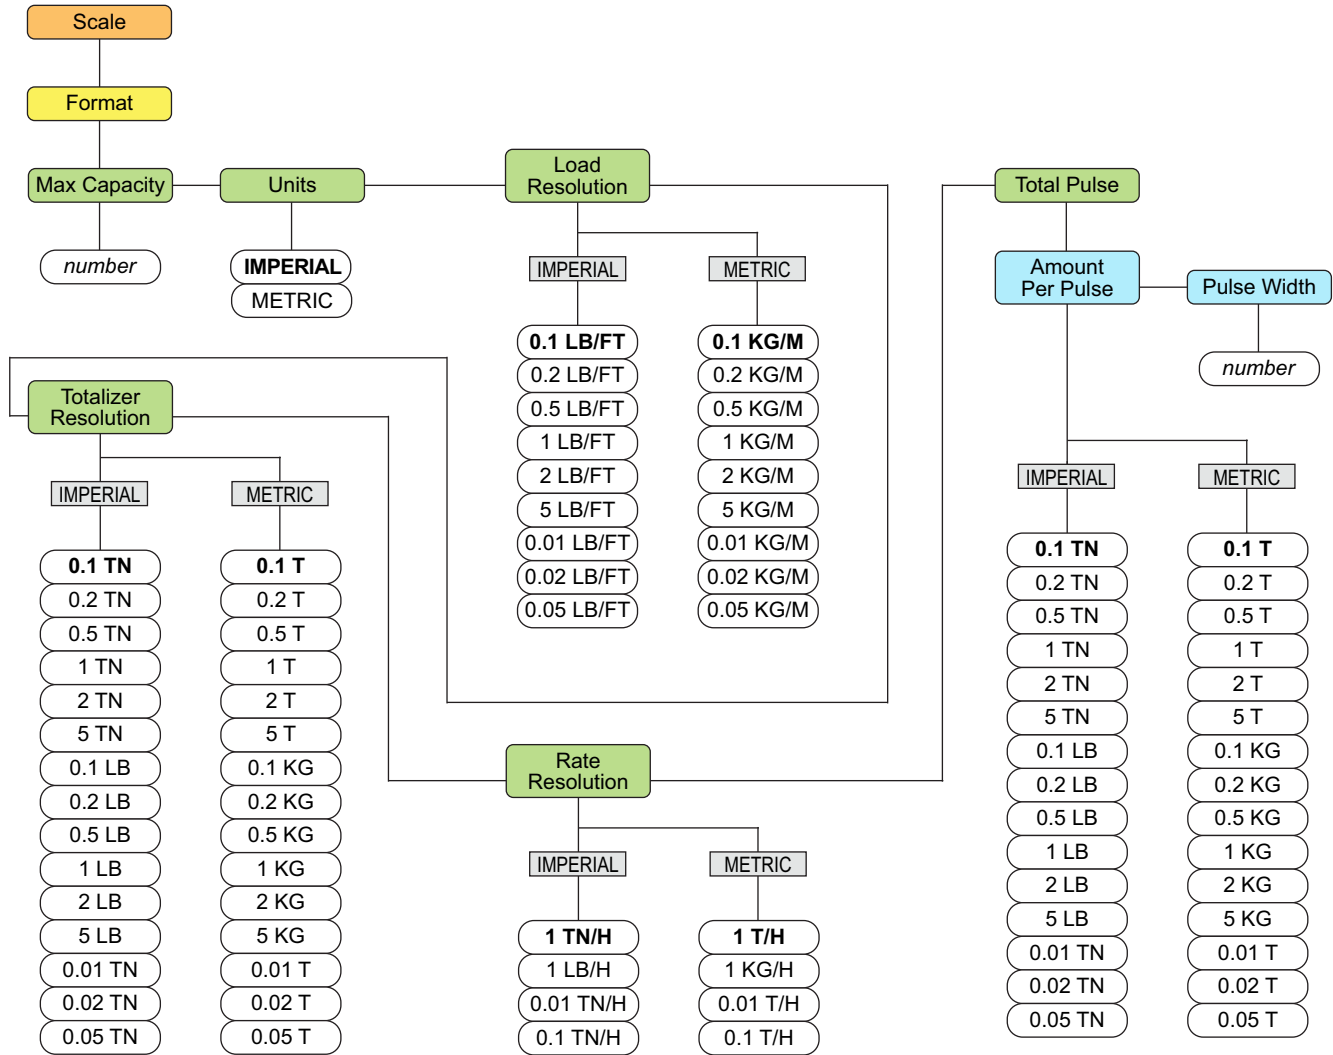 Scale
Format
Max Capacity
number
Units
IMPERIAL
METRIC
Load
Resolution
IMPERIAL
0.1 LB/FT
0.2 LB/FT
0.5 LB/FT
1 LB/FT
2 LB/FT
5 LB/FT
0.01 LB/FT
0.02 LB/FT
0.05 LB/FT
METRIC
0.1 KG/M
0.2 KG/M
0.5 KG/M
1 KG/M
2 KG/M
5 KG/M
0.01 KG/M
0.02 KG/M
0.05 KG/M
Totalizer
Resolution
IMPERIAL
0.1 TN
0.2 TN
0.5 TN
1 TN
2 TN
5 TN
0.1 LB
0.2 LB
0.5 LB
1 LB
2 LB
5 LB
0.01 TN
0.02 TN
0.05 TN
METRIC
0.1 T
0.2 T
0.5 T
1 T
2 T
5 T
0.1 KG
0.2 KG
0.5 KG
1 KG
2 KG
5 KG
0.01 T
0.02 T
0.05 T
Rate
Resolution
IMPERIAL
1 TN/H
1 LB/H
0.01 TN/H
0.1 TN/H
METRIC
1 T/H
1 KG/H
0.01 T/H
0.1 T/H
Total Pulse
Amount
Per Pulse
IMPERIAL
0.1 TN
0.2 TN
0.5 TN
1 TN
2 TN
5 TN
0.1 LB
0.2 LB
0.5 LB
1 LB
2 LB
5 LB
0.01 TN
0.02 TN
0.05 TN
METRIC
0.1 T
0.2 T
0.5 T
1 T
2 T
5 T
0.1 KG
0.2 KG
0.5 KG
1 KG
2 KG
5 KG
0.01 T
0.02 T
0.05 T
Pulse Width
number